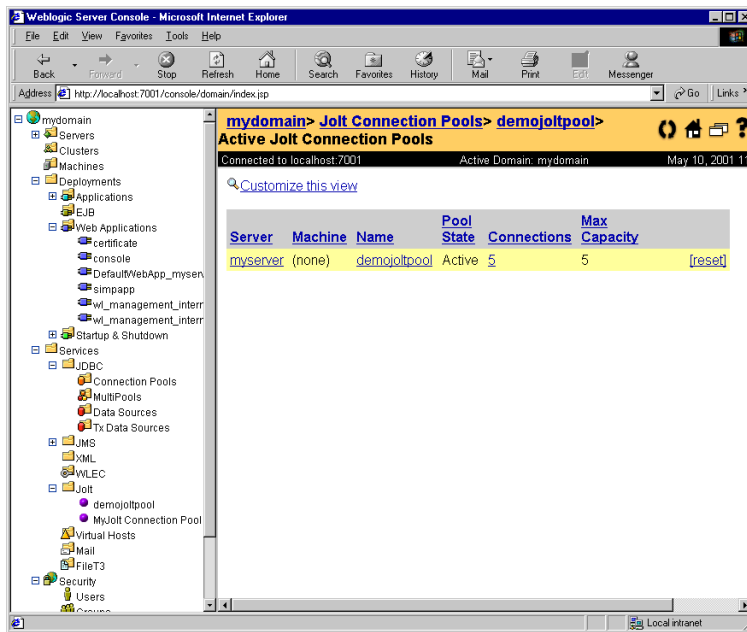 Weblogic Server Console - Microsoft Internet Explorer
File Edit View Favorites Tools Help
Back Forward Stop Refresh Home Search Favorites History Mail Print Edit Messenger
Address http://localhost:7001/console/domain/index.jsp Go Links
mydomain
Servers
Clusters
Machines
Deployments
Applications
EJB
Web Applications
certificate
console
DefaultWebApp_myser
simpapp
wl_management_intern
wl_management_intern
Startup & Shutdown
Services
JDBC
Connection Pools
MultiPools
Data Sources
Tx Data Sources
JMS
XML
WLEC
Jolt
demojoltpool
MyJolt Connection Pool
Virtual Hosts
Mail
FileT3
Security
Users
Groups
mydomain> Jolt Connection Pools> demojoltpool>
Active Jolt Connection Pools
Connected to localhost:7001 Active Domain: mydomain May 10, 2001 11
Customize this view
Server Machine Name Pool State Connections Max Capacity
myserver (none) demojoltpool Active 5 5 [reset]
Local intranet